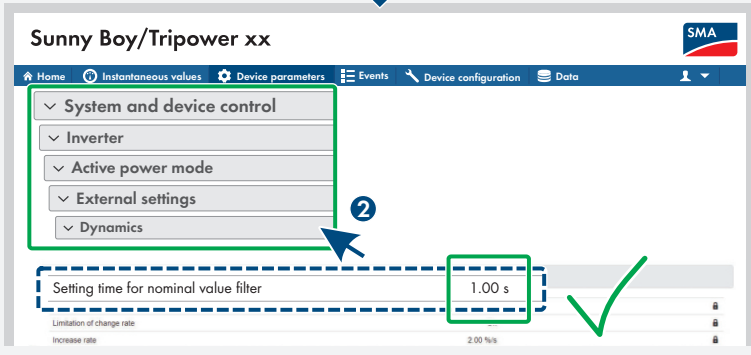 Sunny Boy/Tripower xx
SMA
Home Instantaneous values Device parameters Events Device configuration Data
System and device control
Inverter
Active power mode
External settings
2
Dynamics
Setting time for nominal value filter 1.00 s
Limitation of change rate
Increase rate 2.00 %/s